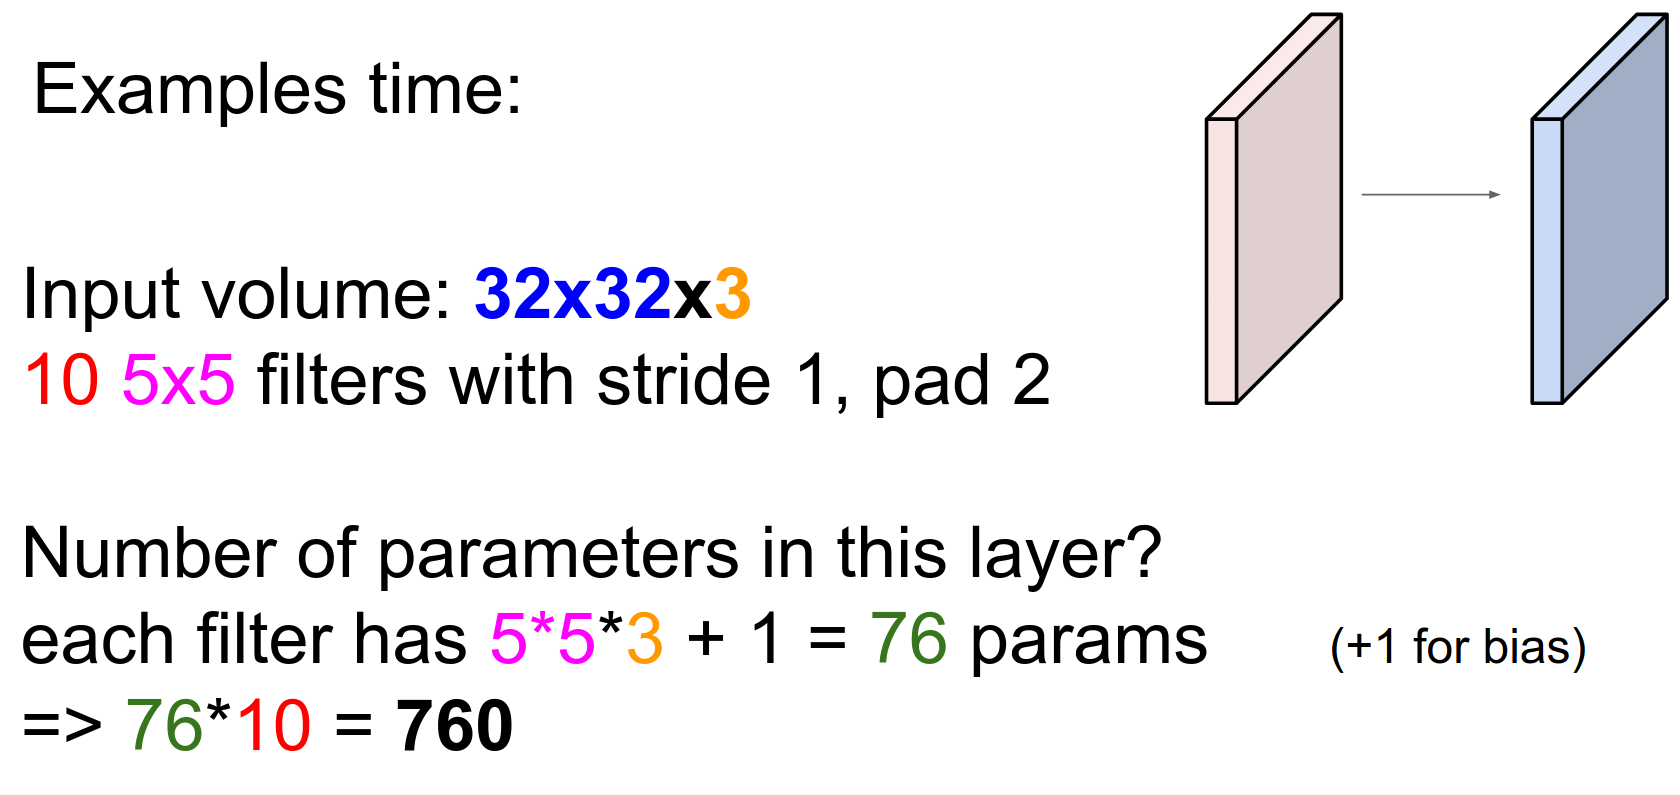 Examples time:
Input volume: 32x32x3
10 5x5 filters with stride 1, pad 2
Number of parameters in this layer?
each filter has 5*5*3 + 1 = 76 params (+1 for bias)
=> 76*10 = 760